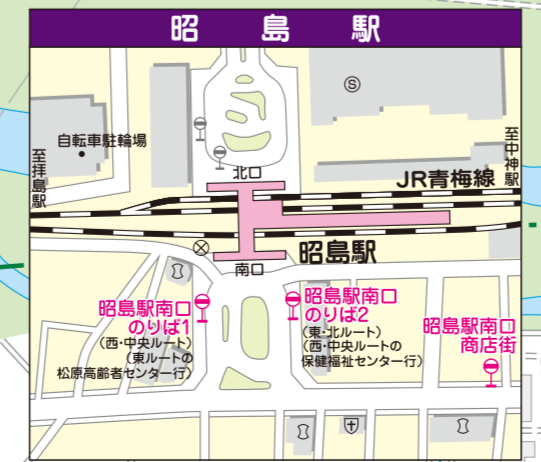 昭島駅
Ⓢ
自転車駐輪場
至拝島駅
至中神駅
北口
JR青梅線
昭島駅
南口
昭島駅南口
のりば1
(西・中央ルート)
(東ルートの
松原高齢者センター行)
昭島駅南口
のりば2
(東・北ルート)
(西・中央ルートの
保健福祉センター行)
昭島駅南口
商店街